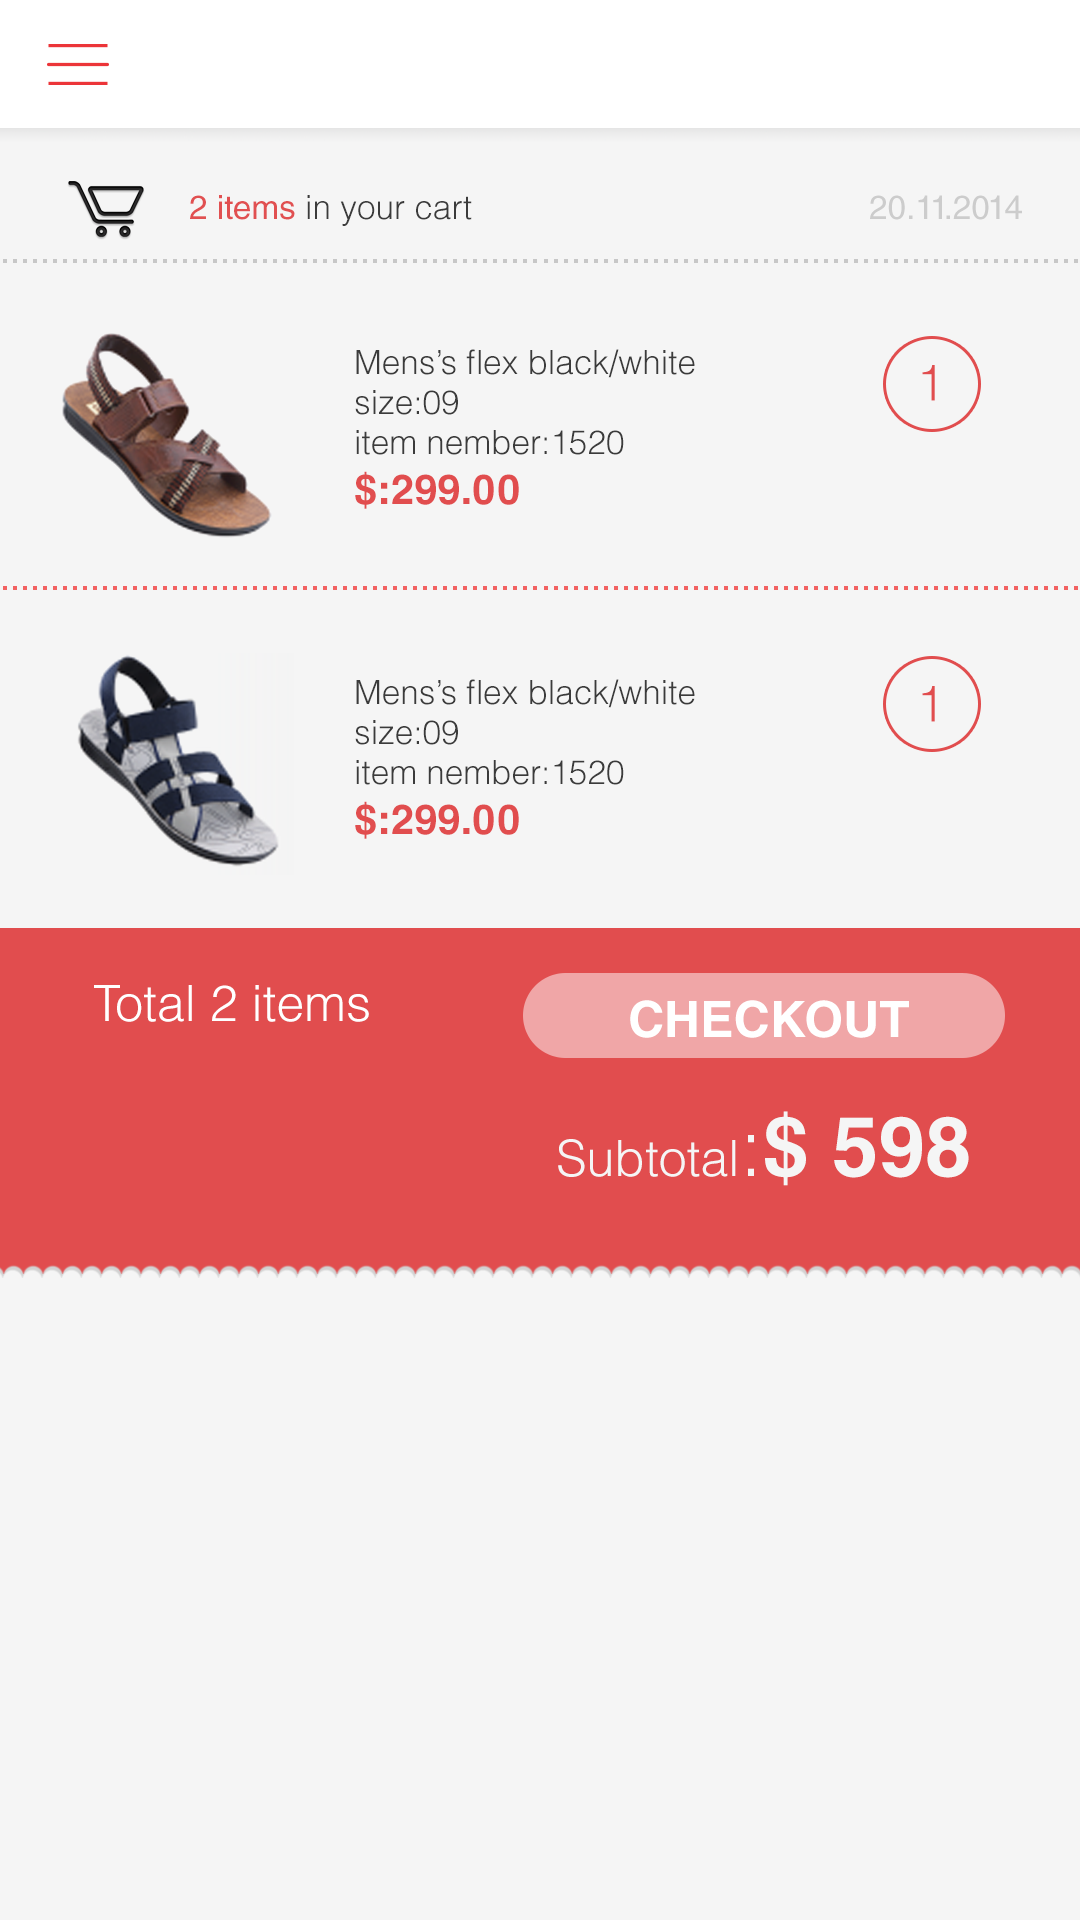 2 items in your cart
20.11.2014
Mens’s flex black/white
size:09
item nember:1520
$:299.00
1
Mens’s flex black/white
size:09
item nember:1520
$:299.00
1
Total 2 items
CHECKOUT
Subtotal:$ 598